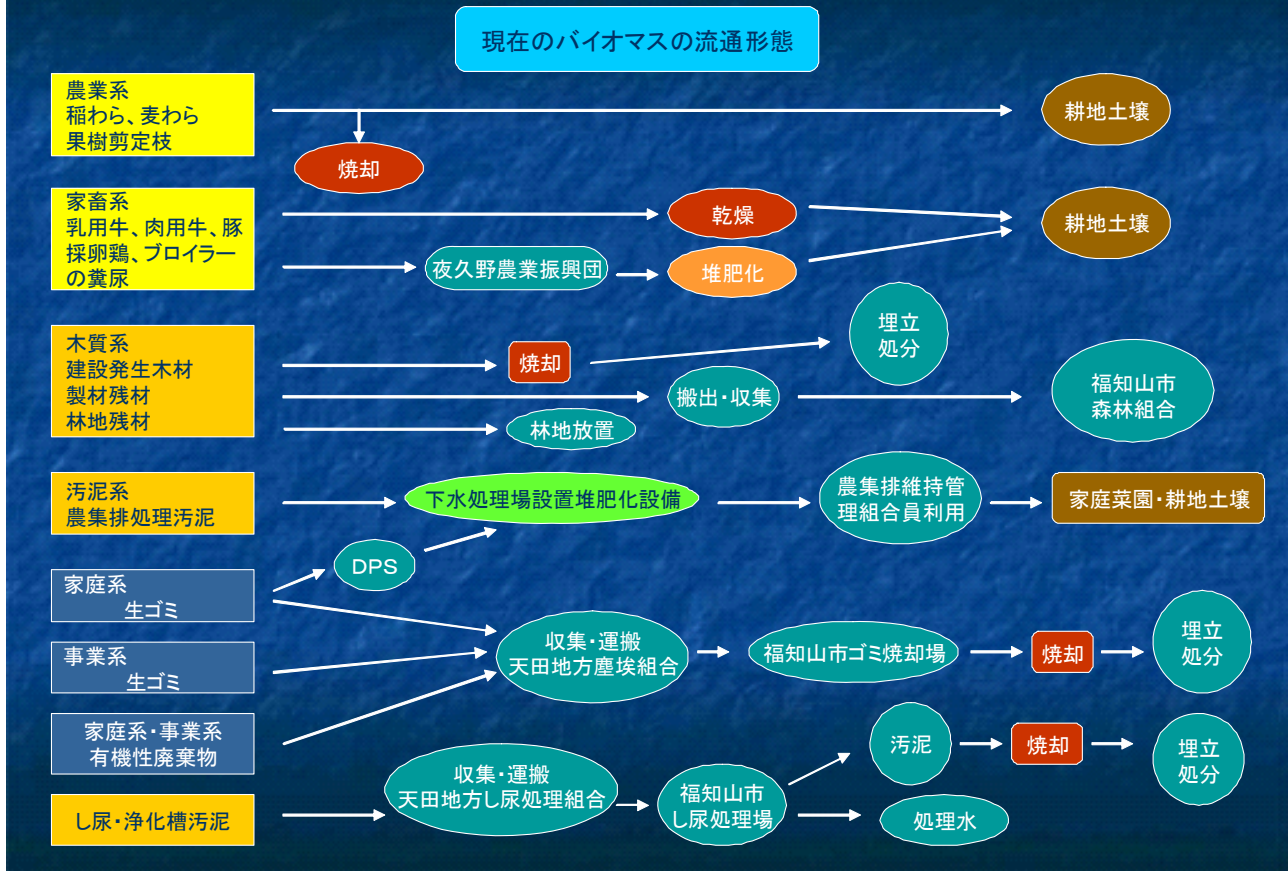 現在のバイオマスの流通形態
農業系
稲わら、麦わら
果樹剪定枝
耕地土壌
焼却
家畜系
乳用牛、肉用牛、豚
採卵鶏、ブロイラー
の糞尿
乾燥
耕地土壌
夜久野農業振興団
堆肥化
木質系
建設発生木材
製材残材
林地残材
焼却
埋立
処分
搬出・収集
福知山市
森林組合
林地放置
汚泥系
農集排処理汚泥
下水処理場設置堆肥化設備
農集排維持管
理組合員利用
家庭菜園・耕地土壌
DPS
家庭系
生ゴミ
事業系
生ゴミ
収集・運搬
天田地方塵埃組合
福知山市ゴミ焼却場
焼却
埋立
処分
家庭系・事業系
有機性廃棄物
し尿・浄化槽汚泥
収集・運搬
天田地方し尿処理組合
福知山市
し尿処理場
汚泥
焼却
埋立
処分
処理水